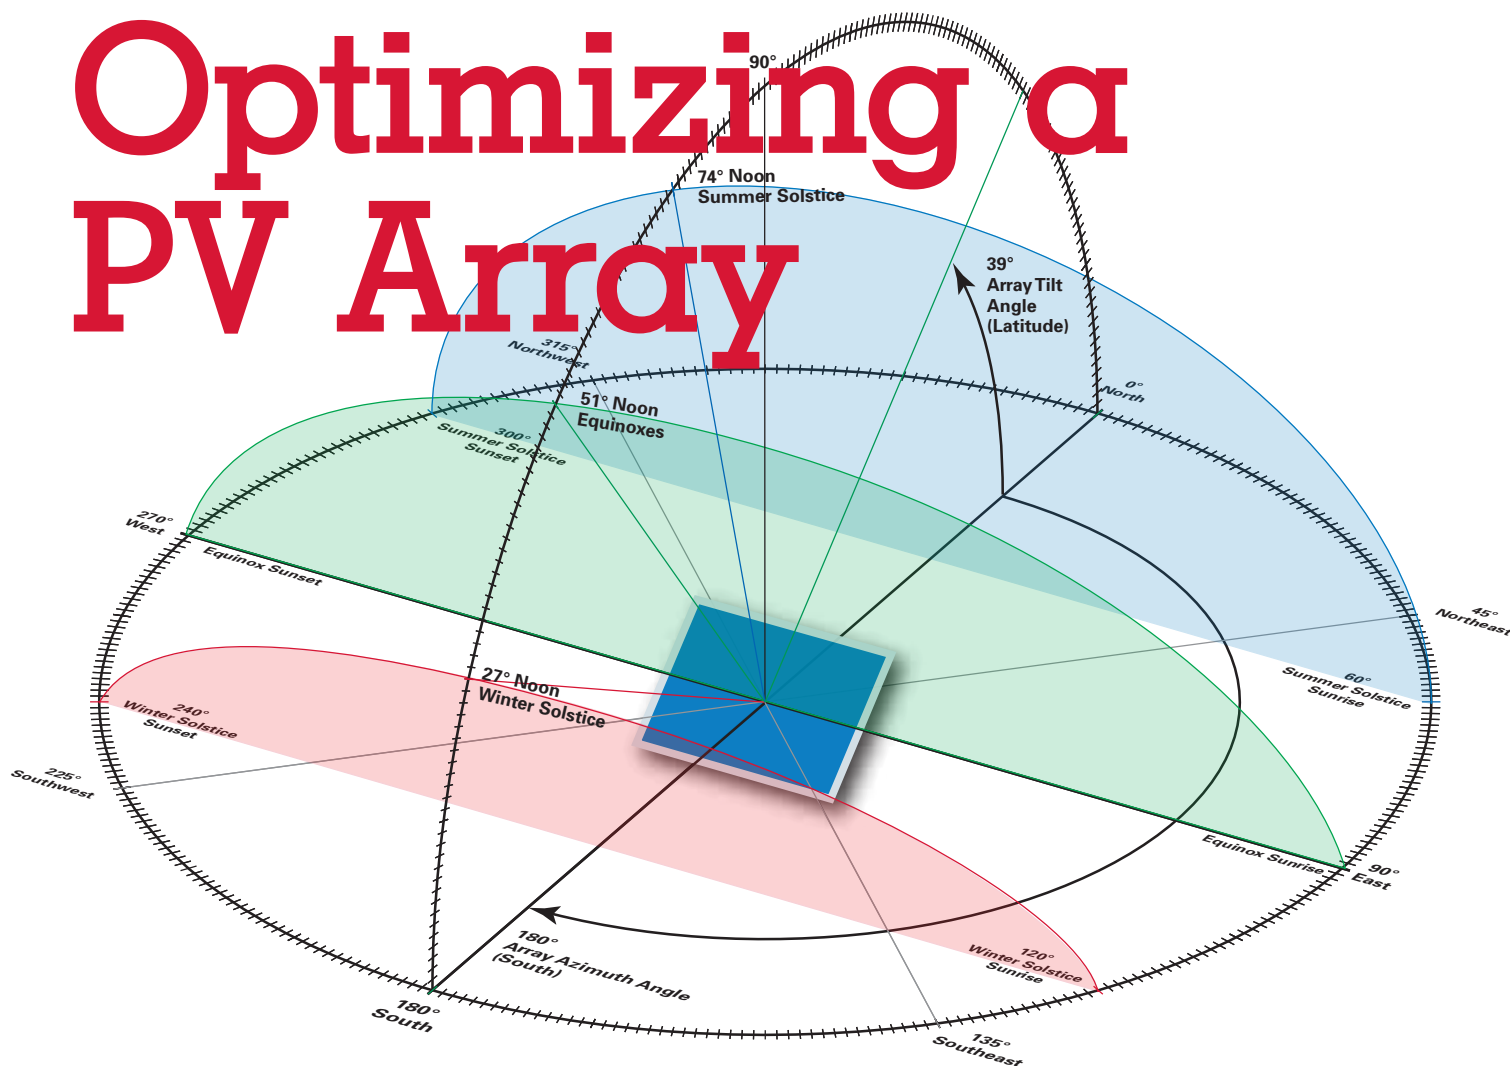 Optimizing a
PV Array
90°
74° Noon
Summer Solstice
39°
Array Tilt
Angle
(Latitude)
315°
Northwest
0°
North
51° Noon
Equinoxes
300°
Summer Solstice
Sunset
270°
West
Equinox Sunset
45°
Northeast
60°
Summer Solstice
Sunrise
27° Noon
Winter Solstice
240°
Winter Solstice
Sunset
225°
Southwest
Equinox Sunrise
90°
East
180°
Array Azimuth Angle
(South)
120°
Winter Solstice
Sunrise
180°
South
135°
Southeast